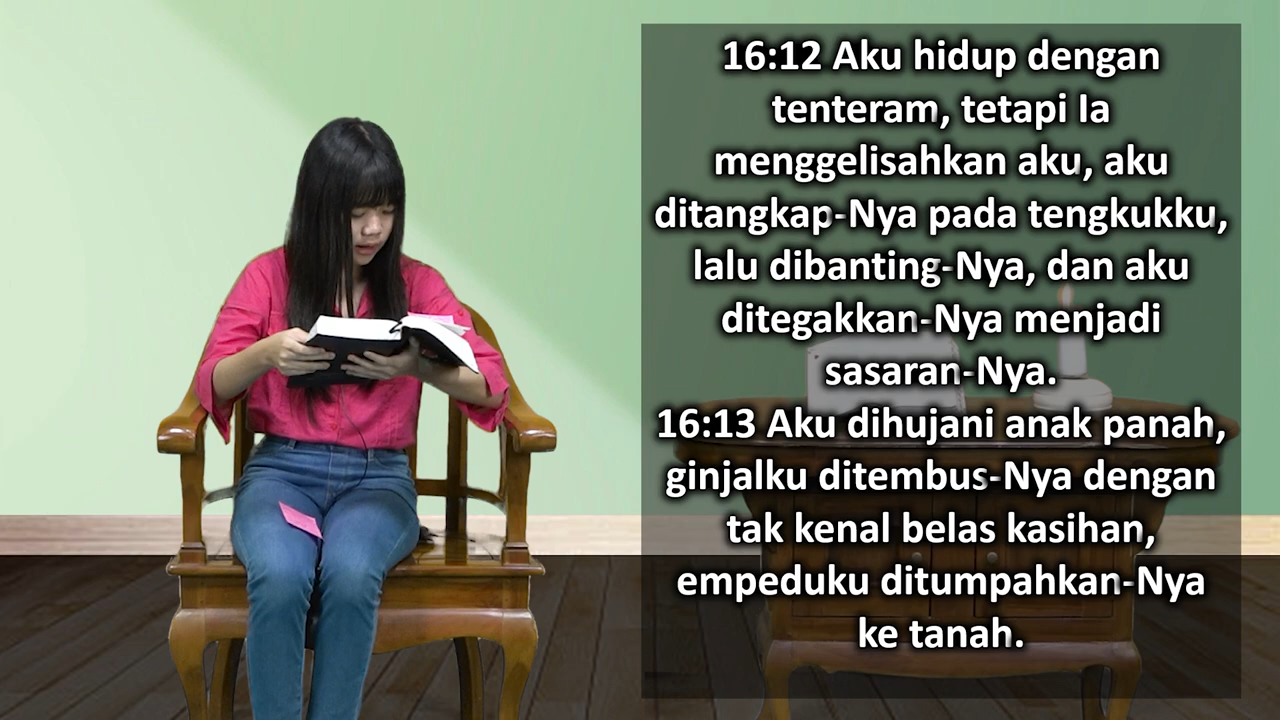 16:12 Aku hidup dengan
tenteram, tetapi Ia
menggelisahkan aku, aku
ditangkap-Nya pada tengkukku,
lalu dibanting-Nya, dan aku
ditegakkan-Nya menjadi
sasaran-Nya.
16:13 Aku dihujani anak panah,
ginjalku ditembus-Nya dengan
tak kenal belas kasihan,
empeduku ditumpahkan-Nya
ke tanah.